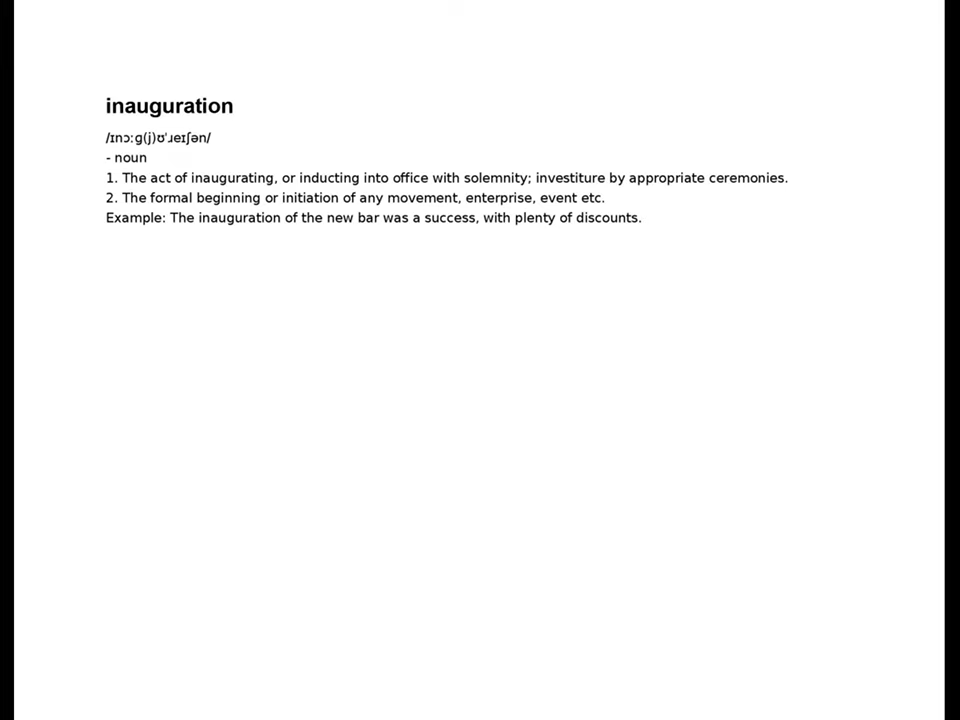 inauguration
/ɪnɔːɡ(j)ʊˈɹeɪʃən/
- noun
1. The act of inaugurating, or inducting into office with solemnity; investiture by appropriate ceremonies.
2. The formal beginning or initiation of any movement, enterprise, event etc.
Example: The inauguration of the new bar was a success, with plenty of discounts.